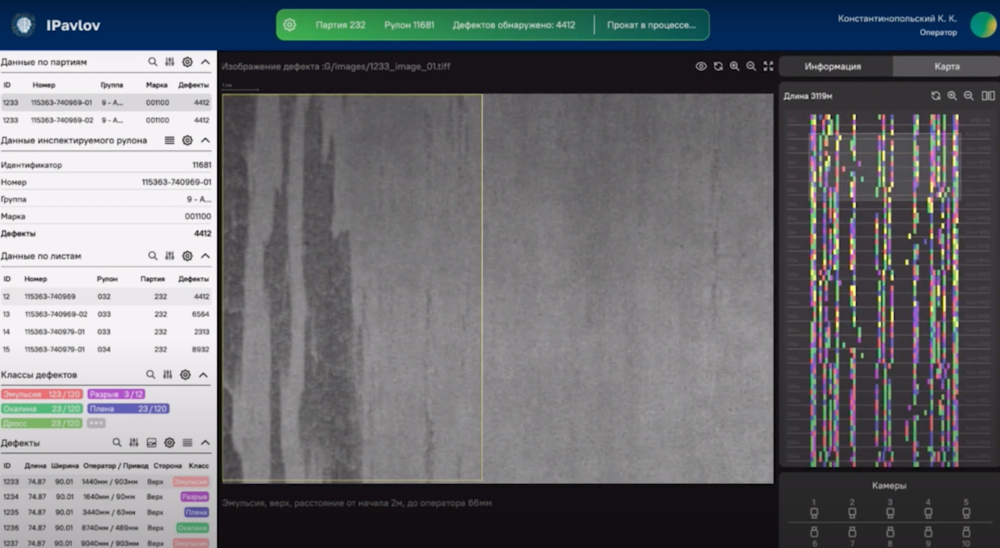 IPavlov
Партия 232 Рулон 11681 Дефектов обнаружено: 4412 Прокат в процессе...
Константинопольский К. К.
Оператор
Данные по партиям
ID Номер Группа Марка Дефекты
1233 115363-740969-01 9 - А... 001100 4412
1233 115363-740969-02 9 - А... 001100 4412
Данные инспектируемого рулона
Идентификатор 11681
Номер 115363-740969-01
Группа 9 - А...
Марка 001100
Дефекты 4412
Данные по листам
ID Номер Рулон Партия Дефекты
12 115363-740969 032 232 4412
13 115363-740969-02 033 232 6564
14 115363-740979-01 033 232 2313
15 115363-740979-01 034 232 8932
Классы дефектов
Эмульсия 123/120 Разрыв 3/12
Окалина 23/120 Плена 23/120
Дросс 23/120
Дефекты
ID Длина Ширина Оператор / Привод Сторона Класс
1233 74.87 90.01 1440мм / 903мм Верх Эмульсия
1234 74.87 90.01 1640мм / 90мм Верх Разрыв
1235 74.87 90.01 3440мм / 63мм Верх Плена
1236 74.87 90.01 8740мм / 489мм Верх Окалина
1237 74.87 90.01 9040мм / 903мм Верх Эмульсия
Изображение дефекта :G/images/1233_image_01.tiff
1 см
Эмульсия, верх, расстояние от начала 2м, до оператора 66мм
Информация Карта
Длина 3119м
Камеры
1 2 3 4 5
6 7 8 9 10